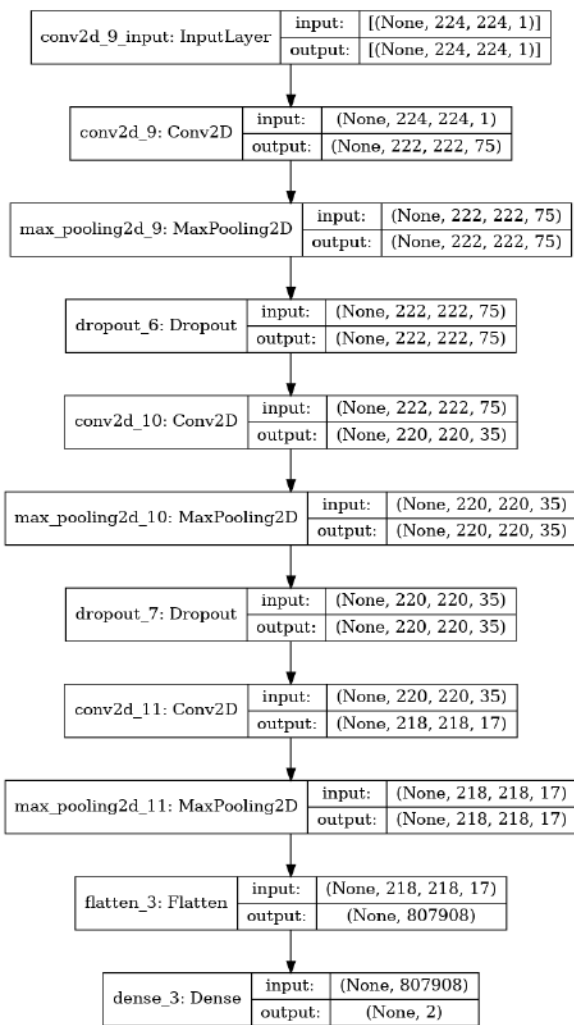 conv2d_9_input: InputLayer input: [(None, 224, 224, 1)]
output: [(None, 224, 224, 1)]
conv2d_9: Conv2D input: (None, 224, 224, 1)
output: (None, 222, 222, 75)
max_pooling2d_9: MaxPooling2D input: (None, 222, 222, 75)
output: (None, 222, 222, 75)
dropout_6: Dropout input: (None, 222, 222, 75)
output: (None, 222, 222, 75)
conv2d_10: Conv2D input: (None, 222, 222, 75)
output: (None, 220, 220, 35)
max_pooling2d_10: MaxPooling2D input: (None, 220, 220, 35)
output: (None, 220, 220, 35)
dropout_7: Dropout input: (None, 220, 220, 35)
output: (None, 220, 220, 35)
conv2d_11: Conv2D input: (None, 220, 220, 35)
output: (None, 218, 218, 17)
max_pooling2d_11: MaxPooling2D input: (None, 218, 218, 17)
output: (None, 218, 218, 17)
flatten_3: Flatten input: (None, 218, 218, 17)
output: (None, 807908)
dense_3: Dense input: (None, 807908)
output: (None, 2)